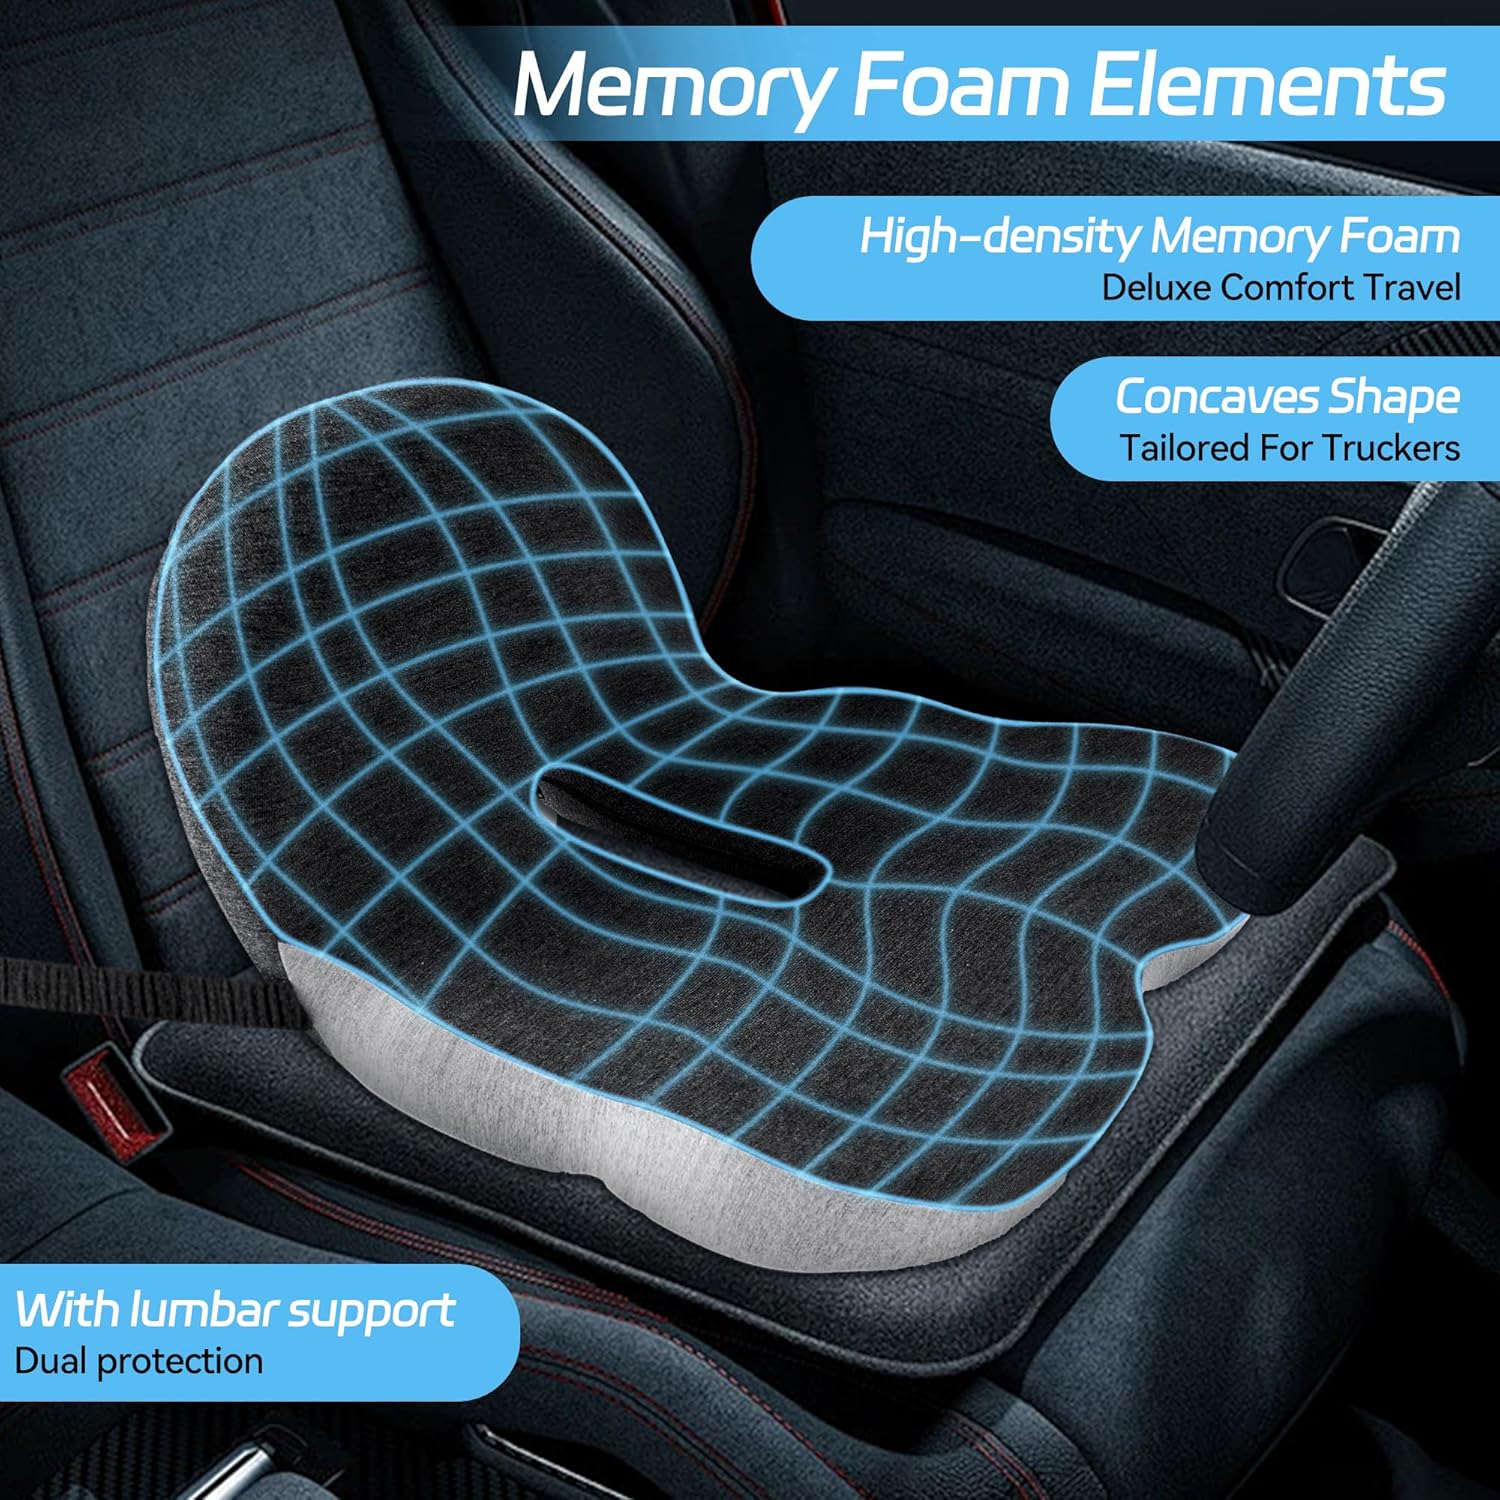 Memory Foam Elements
High-density Memory Foam
Deluxe Comfort Travel
Concaves Shape
Tailored For Truckers
With lumbar support
Dual protection